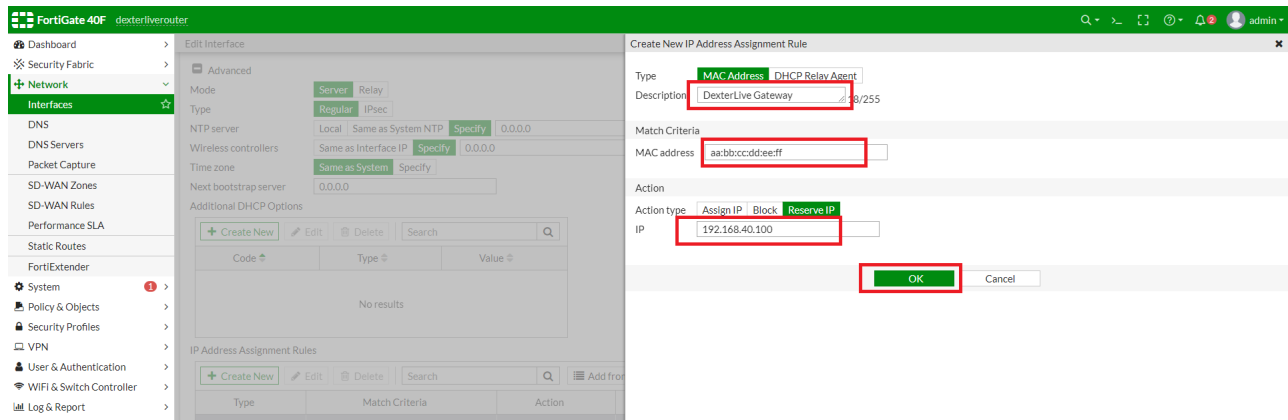 FortiGate 40F dexterliverouter
admin
2
Dashboard
Security Fabric
Network
Interfaces
DNS
DNS Servers
Packet Capture
SD-WAN Zones
SD-WAN Rules
Performance SLA
Static Routes
FortiExtender
System 1
Policy & Objects
Security Profiles
VPN
User & Authentication
WiFi & Switch Controller
Log & Report
Edit Interface
Advanced
Mode Server Relay
Type Regular IPsec
NTP server Local Same as System NTP Specify 0.0.0.0
Wireless controllers Same as Interface IP Specify 0.0.0.0
Time zone Same as System Specify
Next bootstrap server 0.0.0.0
Additional DHCP Options
+ Create New Edit Delete Search
Code Type Value
No results
IP Address Assignment Rules
+ Create New Edit Delete Search Add from
Type Match Criteria Action
Create New IP Address Assignment Rule
Type MAC Address DHCP Relay Agent
Description DexterLive Gateway 18/255
Match Criteria
MAC address aa:bb:cc:dd:ee:ff
Action
Action type Assign IP Block Reserve IP
IP 192.168.40.100
OK Cancel